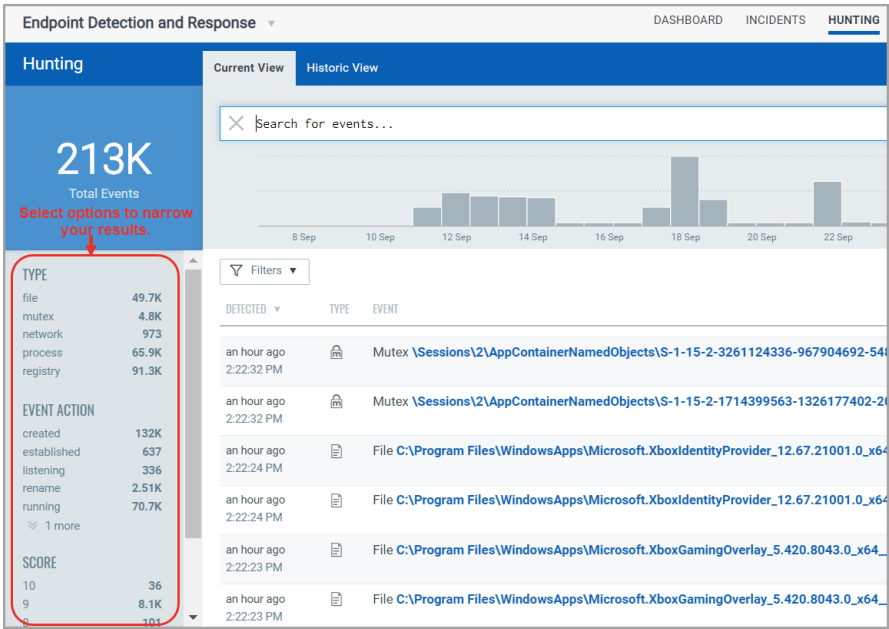 Endpoint Detection and Response
DASHBOARD INCIDENTS HUNTING
Hunting
Current View Historic View
Search for events...
213K
Total Events
Select options to narrow
your results.
8 Sep 10 Sep 12 Sep 14 Sep 16 Sep 18 Sep 20 Sep 22 Sep
TYPE
file 49.7K
mutex 4.8K
network 973
process 65.9K
registry 91.3K
EVENT ACTION
created 132K
established 637
listening 336
rename 2.51K
running 70.7K
1 more
SCORE
10 36
9 8.1K
8 101
Filters
DETECTED TYPE EVENT
an hour ago
2:22:32 PM
Mutex \Sessions\2\AppContainerNamedObjects\S-1-15-2-3261124336-967904692-548
an hour ago
2:22:32 PM
Mutex \Sessions\2\AppContainerNamedObjects\S-1-15-2-1714399563-1326177402-20
an hour ago
2:22:24 PM
File C:\Program Files\WindowsApps\Microsoft.XboxIdentityProvider_12.67.21001.0_x64
an hour ago
2:22:24 PM
File C:\Program Files\WindowsApps\Microsoft.XboxIdentityProvider_12.67.21001.0_x64
an hour ago
2:22:23 PM
File C:\Program Files\WindowsApps\Microsoft.XboxGamingOverlay_5.420.8043.0_x64_
an hour ago
2:22:23 PM
File C:\Program Files\WindowsApps\Microsoft.XboxGamingOverlay_5.420.8043.0_x64_